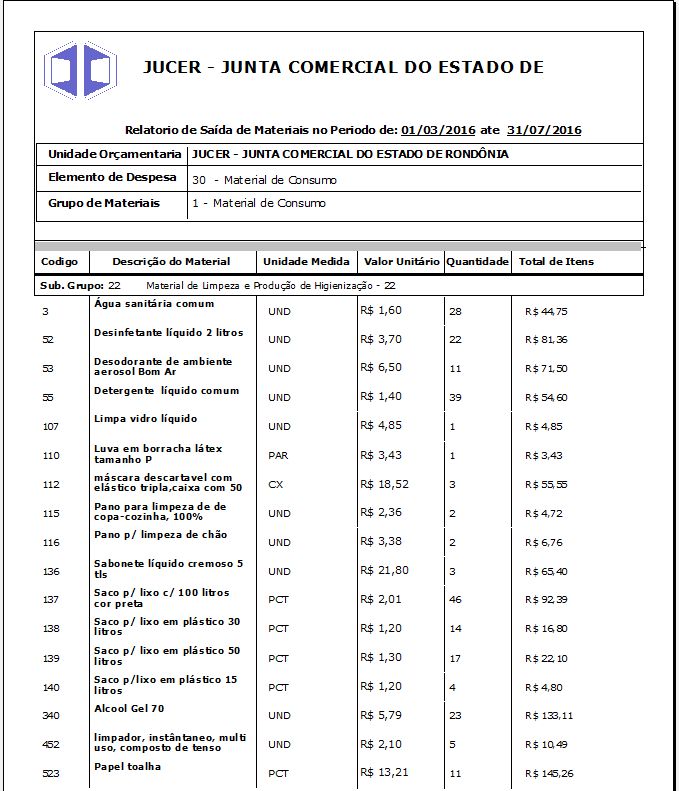 JUCER - JUNTA COMERCIAL DO ESTADO DE
Relatorio de Saída de Materiais no Periodo de: 01/03/2016 ate 31/07/2016
Unidade Orçamentaria JUCER - JUNTA COMERCIAL DO ESTADO DE RONDÔNIA
Elemento de Despesa 30 - Material de Consumo
Grupo de Materiais 1 - Material de Consumo
Codigo Descrição do Material Unidade Medida Valor Unitário Quantidade Total de Itens
Sub. Grupo: 22 Material de Limpeza e Produção de Higienização - 22
3 Água sanitária comum UND R$ 1,60 28 R$ 44,75
52 Desinfetante líquido 2 litros UND R$ 3,70 22 R$ 81,36
53 Desodorante de ambiente
aerosol Bom Ar UND R$ 6,50 11 R$ 71,50
55 Detergente líquido comum UND R$ 1,40 39 R$ 54,60
107 Limpa vidro líquido UND R$ 4,85 1 R$ 4,85
110 Luva em borracha látex
tamanho P PAR R$ 3,43 1 R$ 3,43
112 máscara descartavel com
elástico tripla,caixa com 50 CX R$ 18,52 3 R$ 55,55
115 Pano para limpeza de de
copa-cozinha, 100% UND R$ 2,36 2 R$ 4,72
116 Pano p/ limpeza de chão UND R$ 3,38 2 R$ 6,76
136 Sabonete líquido cremoso 5
tls UND R$ 21,80 3 R$ 65,40
137 Saco p/ lixo c/ 100 litros
cor preta PCT R$ 2,01 46 R$ 92,39
138 Saco p/ lixo em plástico 30
litros PCT R$ 1,20 14 R$ 16,80
139 Saco p/ lixo em plástico 50
litros PCT R$ 1,30 17 R$ 22,10
140 Saco p/lixo em plástico 15
litros PCT R$ 1,20 4 R$ 4,80
340 Alcool Gel 70 UND R$ 5,79 23 R$ 133,11
452 limpador, instântaneo, multi
uso, composto de tenso UND R$ 2,10 5 R$ 10,49
523 Papel toalha PCT R$ 13,21 11 R$ 145,26